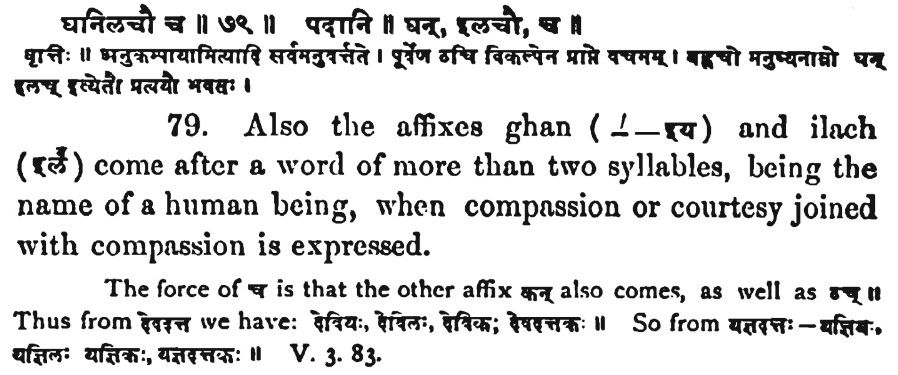 घनिलचौ च ॥ ७९ ॥ पदानि ॥ घन्, इलचौ, च ॥
वृत्तिः ॥ अनुकम्पायामित्यादि सर्वमनुवर्त्तते । पूर्वेण ठचि विकल्पेन प्राप्ते वचनम् । बह्वचो मनुष्यनाम्नो घन्
इलच् इत्येतौ प्रत्ययौ भवतः ।
79. Also the affixes ghan (⊥—इय) and ilach
(इलँ) come after a word of more than two syllables, being the
name of a human being, when compassion or courtesy joined
with compassion is expressed.
The force of च is that the other affix कन् also comes, as well as ठच् ॥
Thus from देवदत्त we have: देवियः, देविलः, देविक; देवदत्तकः ॥ So from यज्ञदत्तः—यज्ञियः,
यज्ञिलः यज्ञिकः, यज्ञदत्तकः ॥ V. 3. 83.